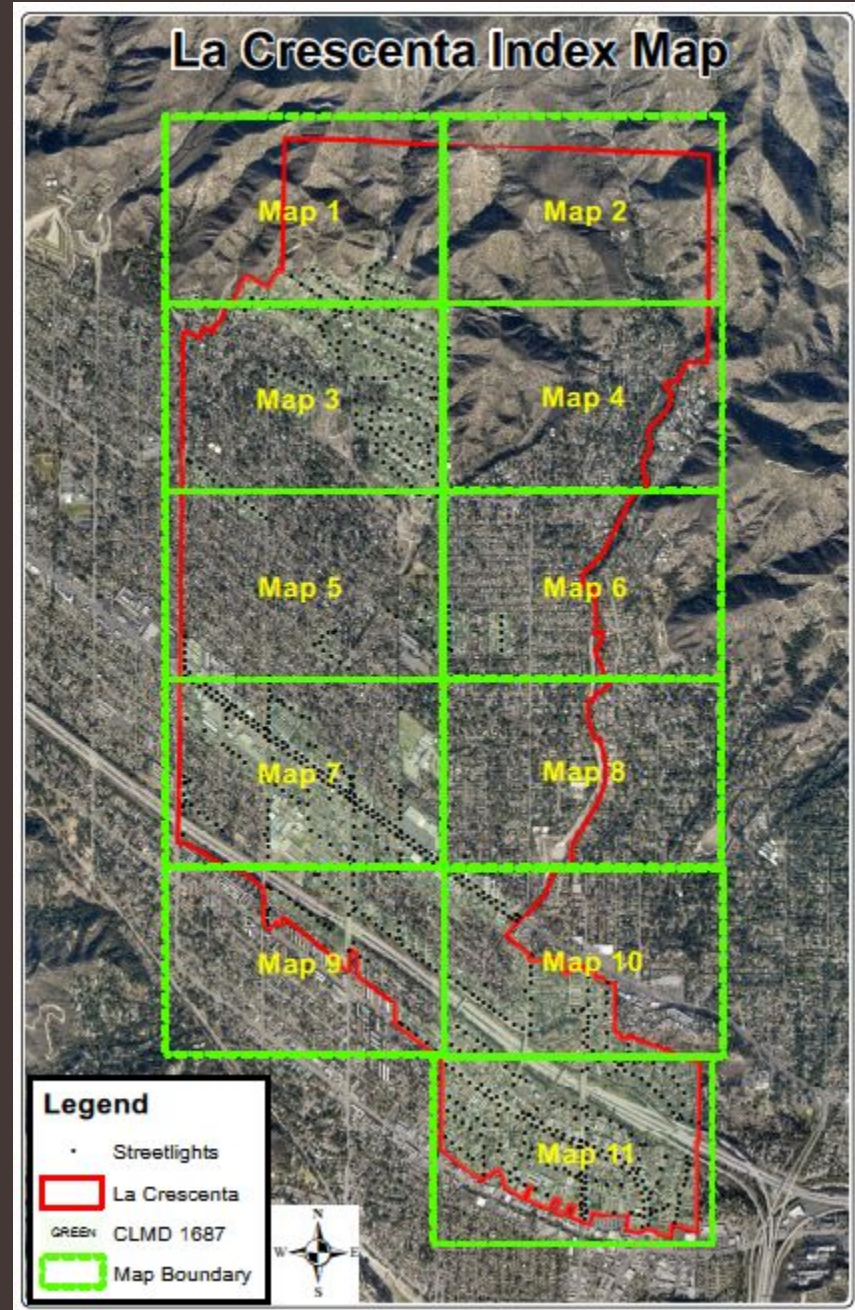 La Crescenta Index Map
Map 1
Map 2
Map 3
Map 4
Map 5
Map 6
Map 7
Map 8
Map 9
Map 10
Map 11
Legend
Streetlights
La Crescenta
GREEN CLMD 1687
Map Boundary
N
W E
S